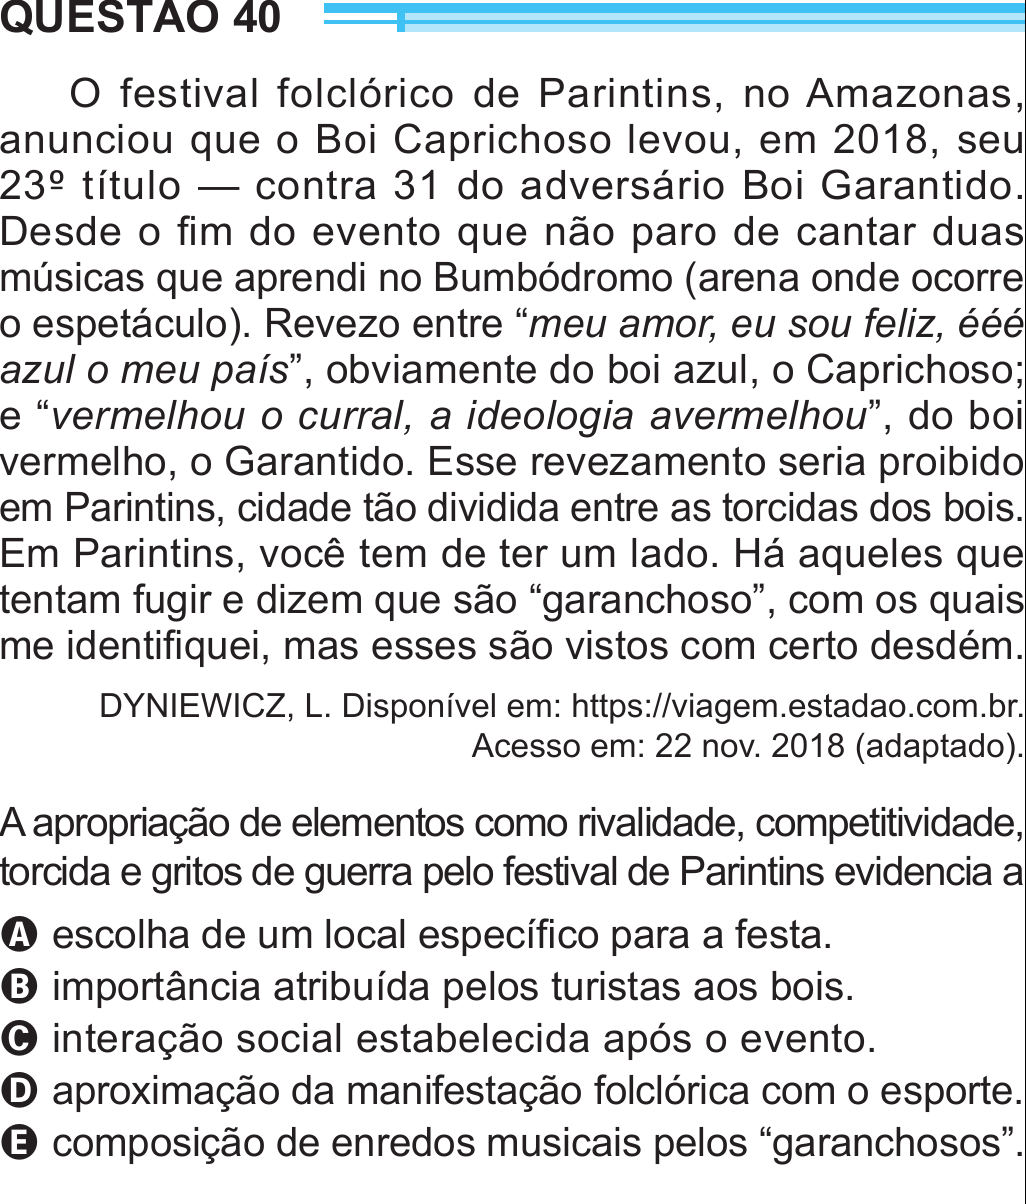 QUESTÃO 40
O festival folclórico de Parintins, no Amazonas,
anunciou que o Boi Caprichoso levou, em 2018, seu
23º título — contra 31 do adversário Boi Garantido.
Desde o fim do evento que não paro de cantar duas
músicas que aprendi no Bumbódromo (arena onde ocorre
o espetáculo). Revezo entre “meu amor, eu sou feliz, ééé
azul o meu país”, obviamente do boi azul, o Caprichoso;
e “vermelhou o curral, a ideologia avermelhou”, do boi
vermelho, o Garantido. Esse revezamento seria proibido
em Parintins, cidade tão dividida entre as torcidas dos bois.
Em Parintins, você tem de ter um lado. Há aqueles que
tentam fugir e dizem que são “garanchoso”, com os quais
me identifiquei, mas esses são vistos com certo desdém.
DYNIEWICZ, L. Disponível em: https://viagem.estadao.com.br.
Acesso em: 22 nov. 2018 (adaptado).
A apropriação de elementos como rivalidade, competitividade,
torcida e gritos de guerra pelo festival de Parintins evidencia a
A escolha de um local específico para a festa.
B importância atribuída pelos turistas aos bois.
C interação social estabelecida após o evento.
D aproximação da manifestação folclórica com o esporte.
E composição de enredos musicais pelos “garanchosos”.